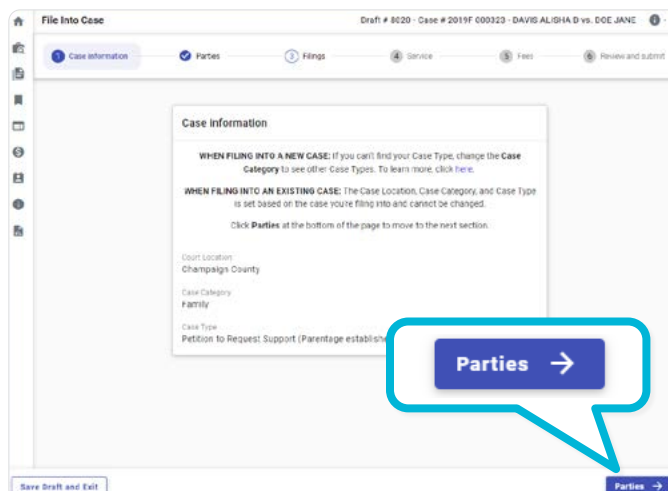 File Into Case
Draft # 8020 - Case # 2019F 000323 - DAVIS ALISHA D vs. DOE JANE
1 Case information
Parties
3 Filings
4 Service
5 Fees
6 Review and submit
Case information
WHEN FILING INTO A NEW CASE: If you can't find your Case Type, change the Case
Category to see other Case Types. To learn more, click here.
WHEN FILING INTO AN EXISTING CASE: The Case Location, Case Category, and Case Type
is set based on the case you're filing into and cannot be changed.
Click Parties at the bottom of the page to move to the next section.
Court Location
Champaign County
Case Category
Family
Case Type
Petition to Request Support (Parentage establishe
Parties →
Save Draft and Exit
Parties →